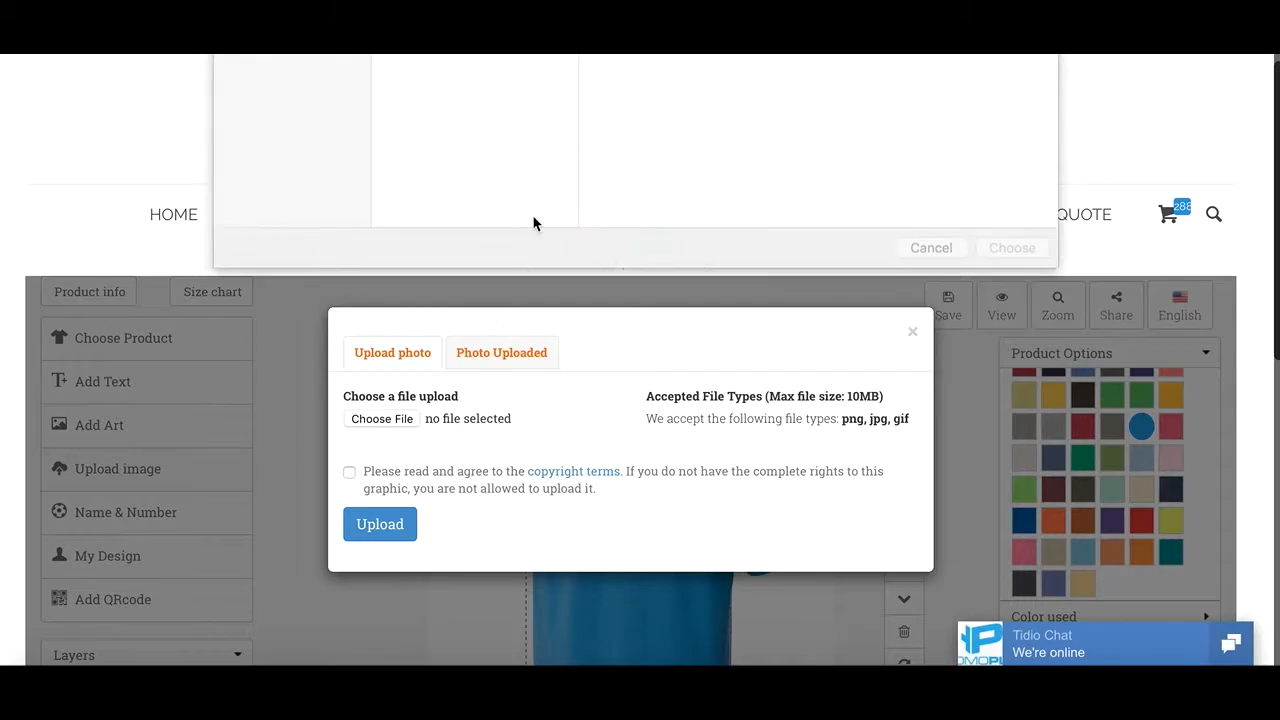 Cancel
Choose
HOME
QUOTE
288
Product info
Size chart
Choose Product
Add Text
Add Art
Upload image
Name & Number
My Design
Add QRcode
Layers
Upload photo
Photo Uploaded
×
Choose a file upload
Choose File no file selected
Accepted File Types (Max file size: 10MB)
We accept the following file types: png, jpg, gif
Please read and agree to the copyright terms. If you do not have the complete rights to this
graphic, you are not allowed to upload it.
Upload
Save
View
Zoom
Share
English
Product Options
Color used
Tidio Chat
We're online